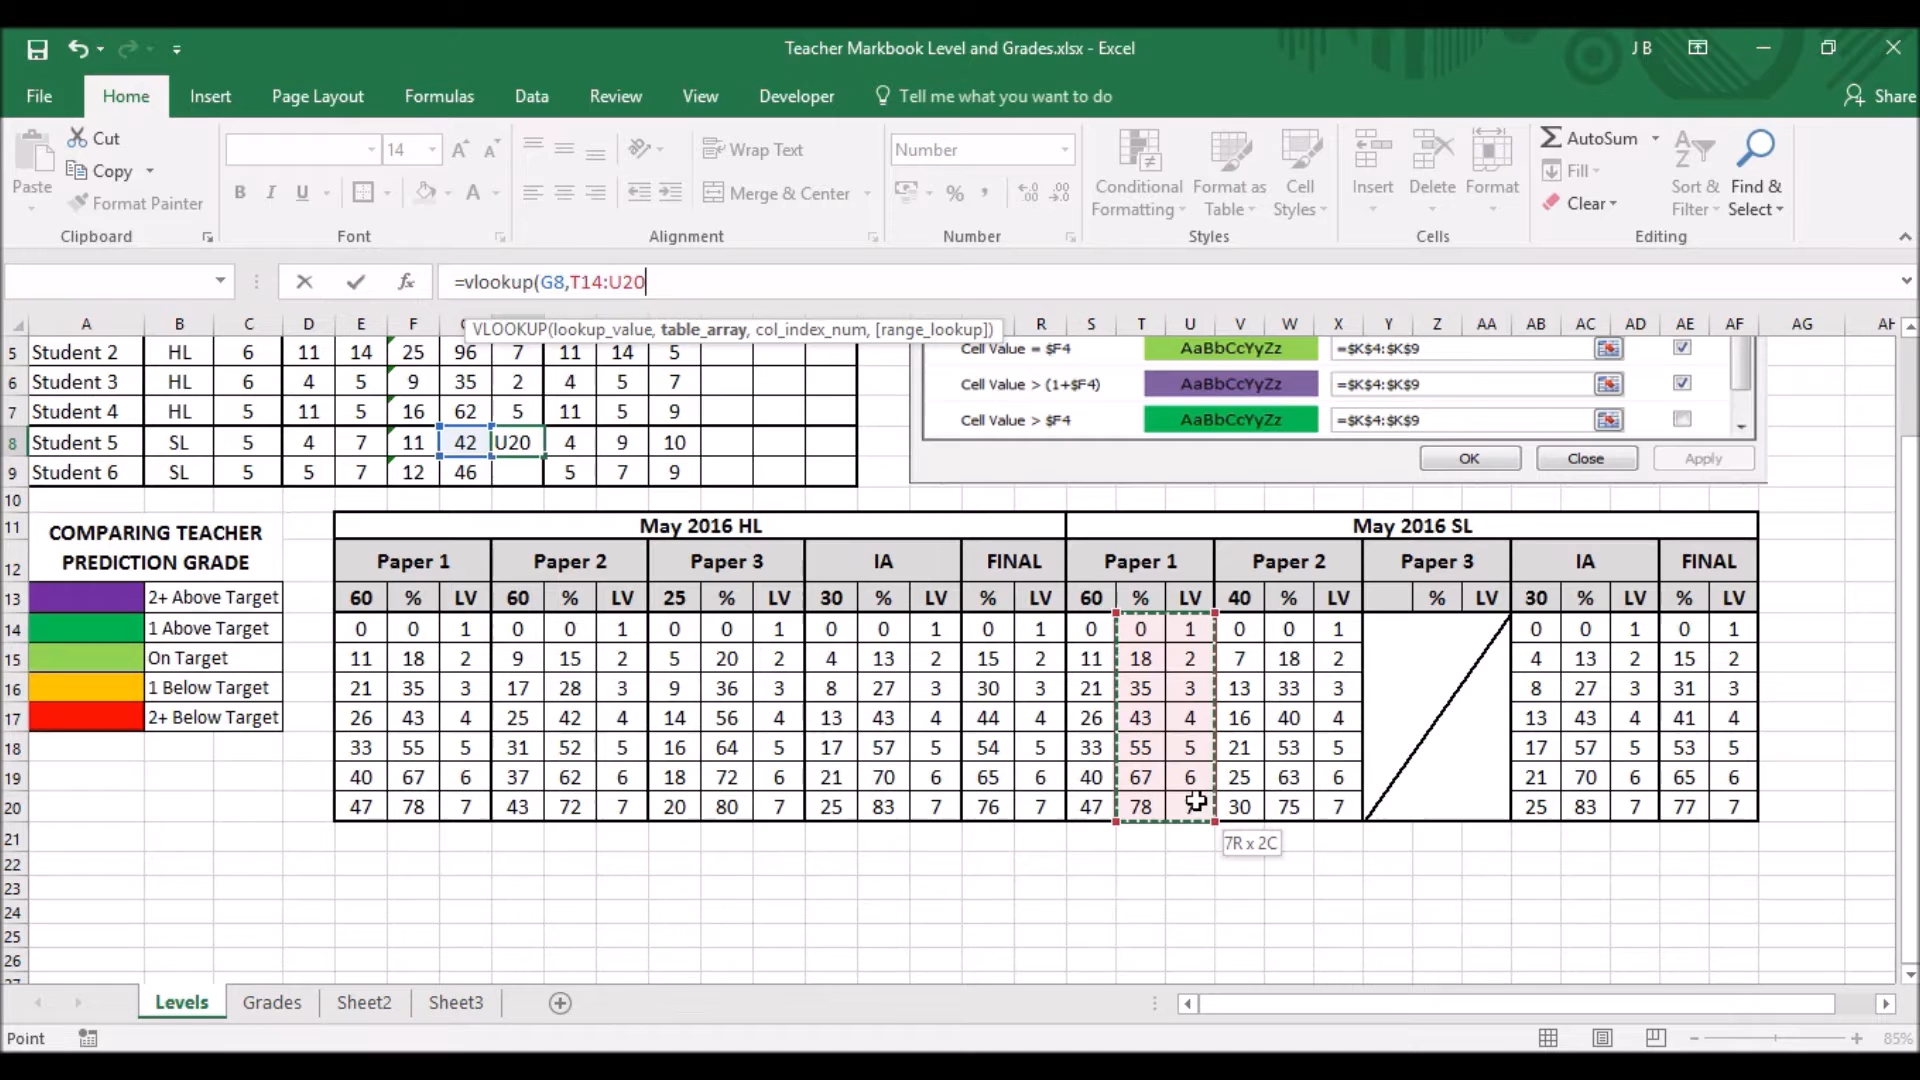 Teacher Markbook Level and Grades.xlsx - Excel
J B
File Home Insert Page Layout Formulas Data Review View Developer Tell me what you want to do Share
Paste
Cut
Copy
Format Painter
Clipboard
14
B I U
Font
Wrap Text
Merge & Center
Alignment
Number
%
Number
Conditional Formatting
Format as Table
Cell Styles
Styles
Insert Delete Format
Cells
AutoSum
Fill
Clear
Sort & Filter
Find & Select
Editing
=vlookup(G8,T14:U20
VLOOKUP(lookup_value, table_array, col_index_num, [range_lookup])
A B C D E F R S T U V W X Y Z AA AB AC AD AE AF AG
5 Student 2 HL 6 11 14 25 96 7 11 14 5
6 Student 3 HL 6 4 5 9 35 2 4 5 7
7 Student 4 HL 5 11 5 16 62 5 11 5 9
8 Student 5 SL 5 4 7 11 42 U20 4 9 10
9 Student 6 SL 5 5 7 12 46 5 7 9
Cell Value = $F4 AaBbCcYyZz =$K$4:$K$9
Cell Value > (1+$F4) AaBbCcYyZz =$K$4:$K$9
Cell Value > $F4 AaBbCcYyZz =$K$4:$K$9
OK Close Apply
10
11 COMPARING TEACHER May 2016 HL May 2016 SL
12 PREDICTION GRADE Paper 1 Paper 2 Paper 3 IA FINAL Paper 1 Paper 2 Paper 3 IA FINAL
13 2+ Above Target 60 % LV 60 % LV 25 % LV 30 % LV % LV 60 % LV 40 % LV % LV 30 % LV % LV
14 1 Above Target 0 0 1 0 0 1 0 0 1 0 0 1 0 1 0 0 1 0 0 1 0 0 1 0 1
15 On Target 11 18 2 9 15 2 5 20 2 4 13 2 15 2 11 18 2 7 18 2 4 13 2 15 2
16 1 Below Target 21 35 3 17 28 3 9 36 3 8 27 3 30 3 21 35 3 13 33 3 8 27 3 31 3
17 2+ Below Target 26 43 4 25 42 4 14 56 4 13 43 4 44 4 26 43 4 16 40 4 13 43 4 41 4
18 33 55 5 31 52 5 16 64 5 17 57 5 54 5 33 55 5 21 53 5 17 57 5 53 5
19 40 67 6 37 62 6 18 72 6 21 70 6 65 6 40 67 6 25 63 6 21 70 6 65 6
20 47 78 7 43 72 7 20 80 7 25 83 7 76 7 47 78 30 75 7 25 83 7 77 7
21 7R x 2C
22
23
24
25
26
Levels Grades Sheet2 Sheet3
Point
85%